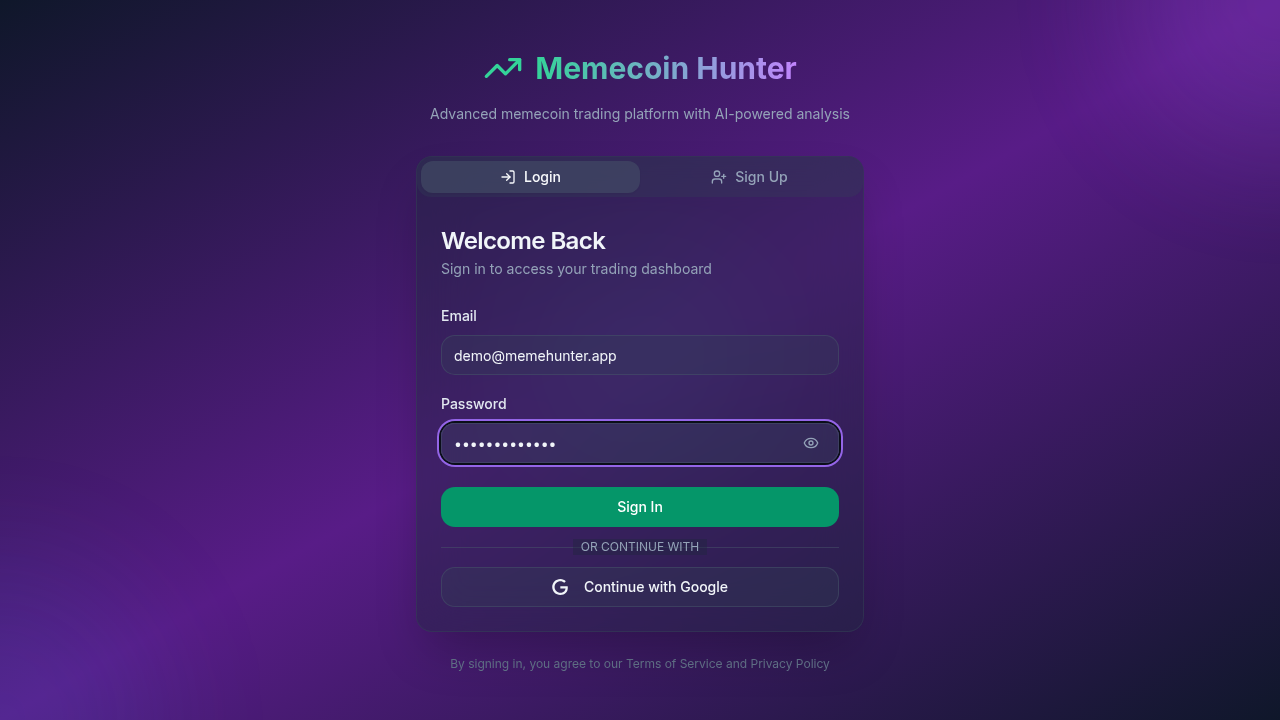 Memecoin Hunter
Advanced memecoin trading platform with AI-powered analysis
Login
Sign Up
Welcome Back
Sign in to access your trading dashboard
Email
demo@memehunter.app
Password
•••••••••••••
Sign In
OR CONTINUE WITH
Continue with Google
By signing in, you agree to our Terms of Service and Privacy Policy